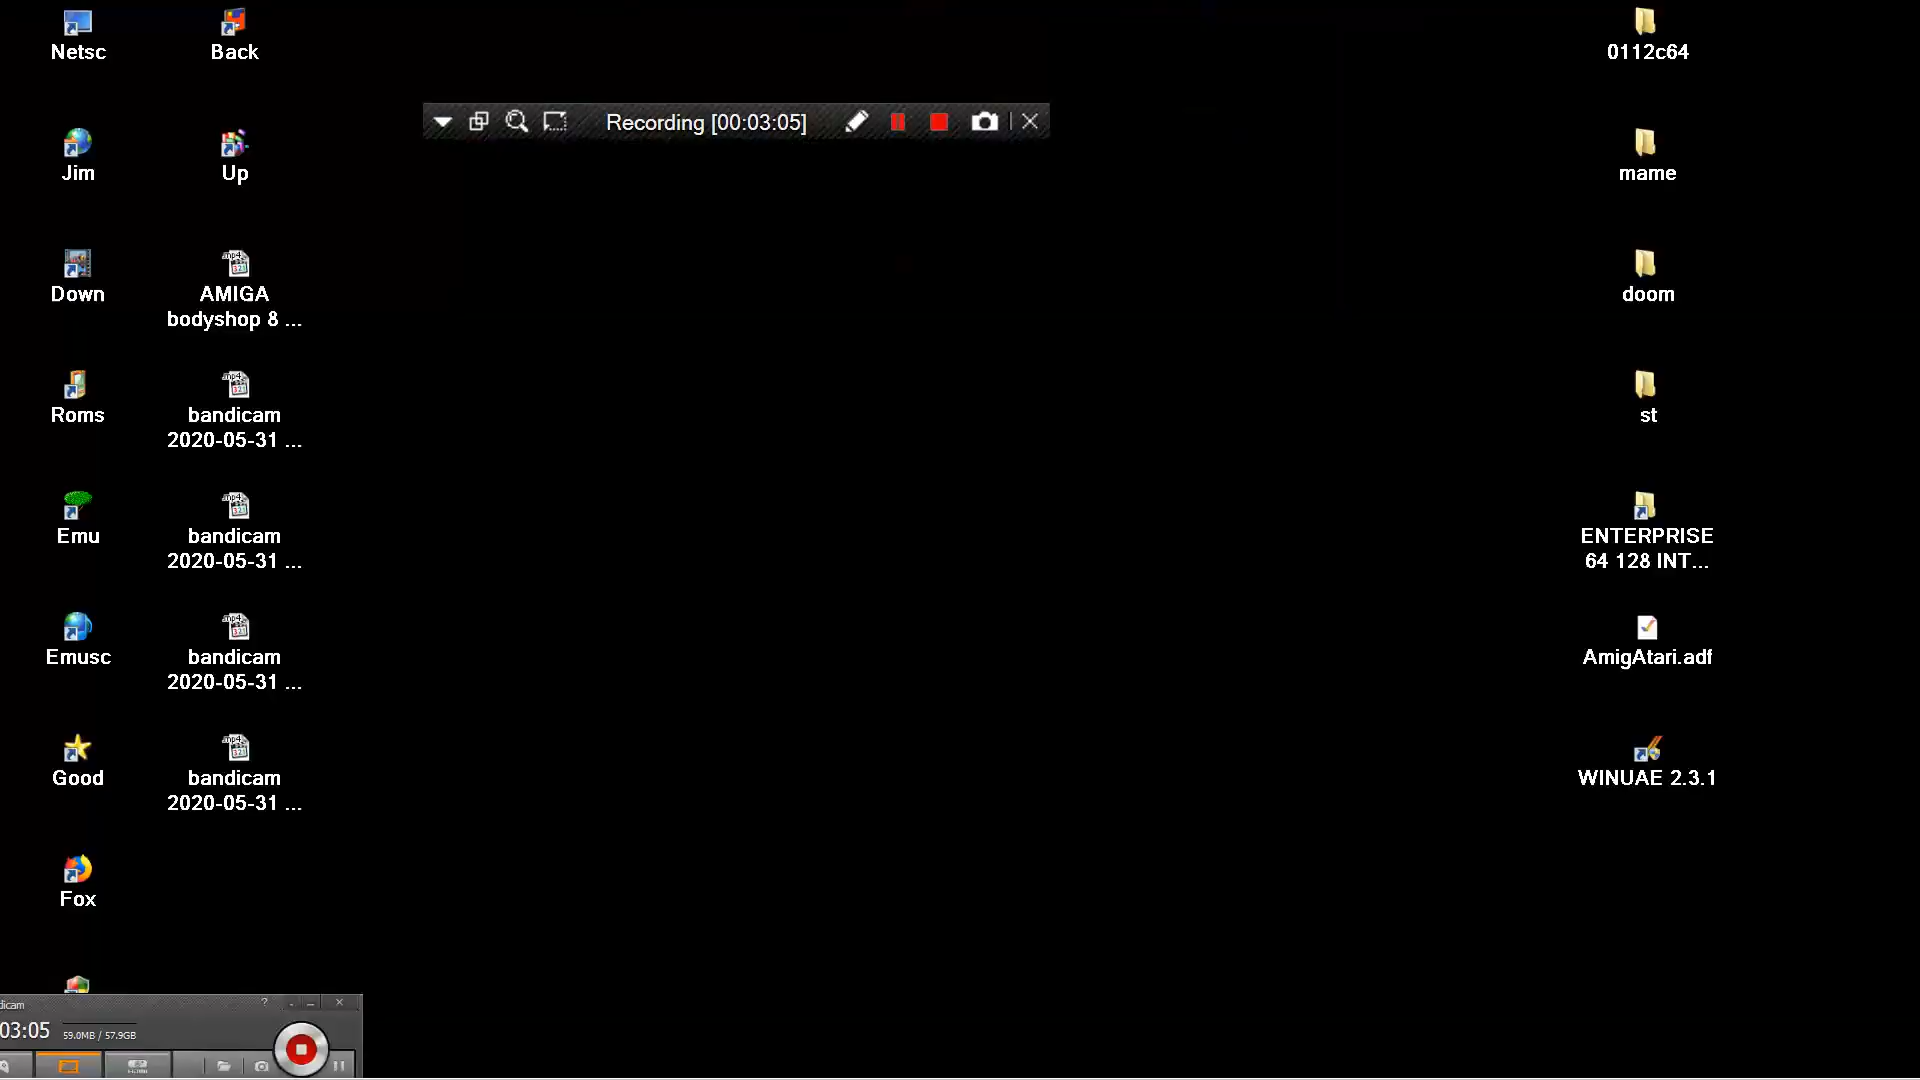 Netsc
Back
0112c64
Recording [00:03:05]
Jim
Up
mame
Down
AMIGA
bodyshop 8 ...
doom
Roms
bandicam
2020-05-31 ...
st
Emu
bandicam
2020-05-31 ...
ENTERPRISE
64 128 INT...
Emusc
bandicam
2020-05-31 ...
AmigAtari.adf
Good
bandicam
2020-05-31 ...
WINUAE 2.3.1
Fox
dicam
?
03:05
59.0MB / 57.9GB